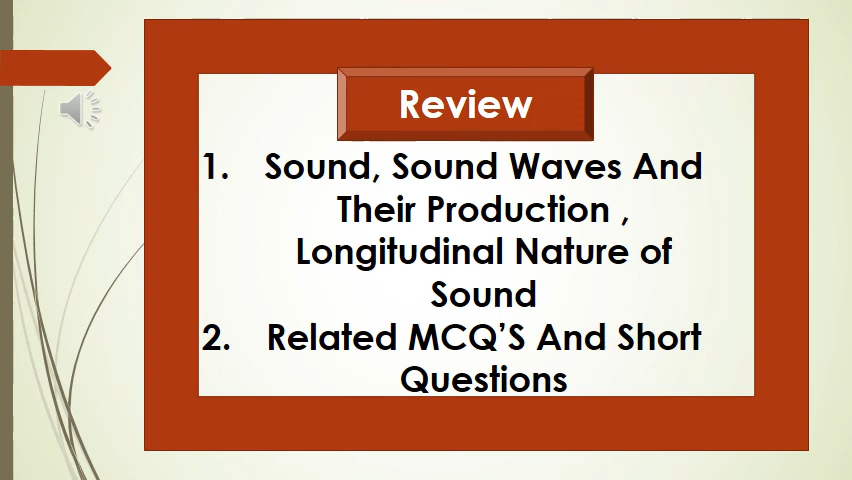 Review
1. Sound, Sound Waves And
Their Production ,
Longitudinal Nature of
Sound
2. Related MCQ’S And Short
Questions